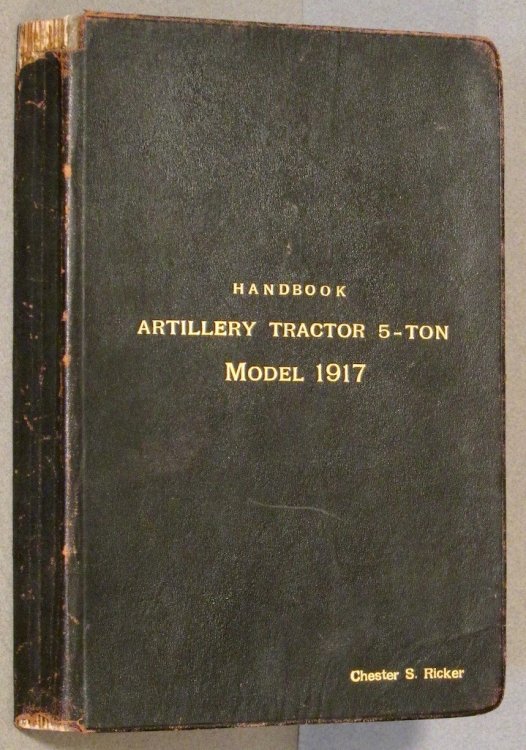 HANDBOOK
ARTILLERY TRACTOR 5-TON
MODEL 1917
Chester S. Ricker